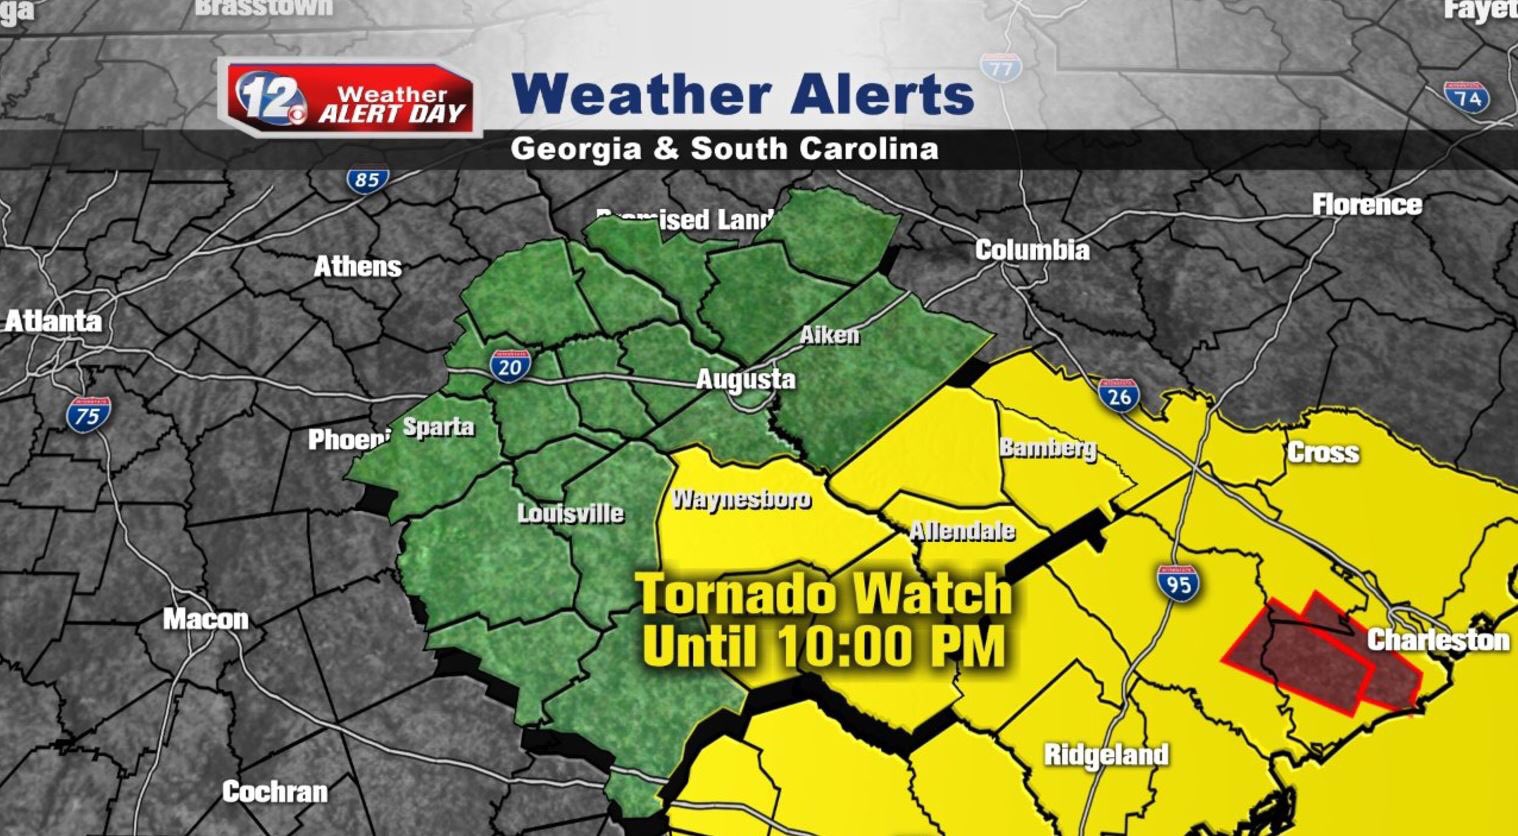 ga
Brasstown
Fayet
77
74
12
Weather
ALERT DAY
Weather Alerts
Georgia & South Carolina
85
Promised Land
Florence
Columbia
Athens
Atlanta
Aiken
20
Augusta
75
26
Phoeni
Sparta
Bamberg
Cross
Waynesboro
Louisville
Allendale
Tornado Watch
Until 10:00 PM
95
Macon
Charleston
Ridgeland
Cochran